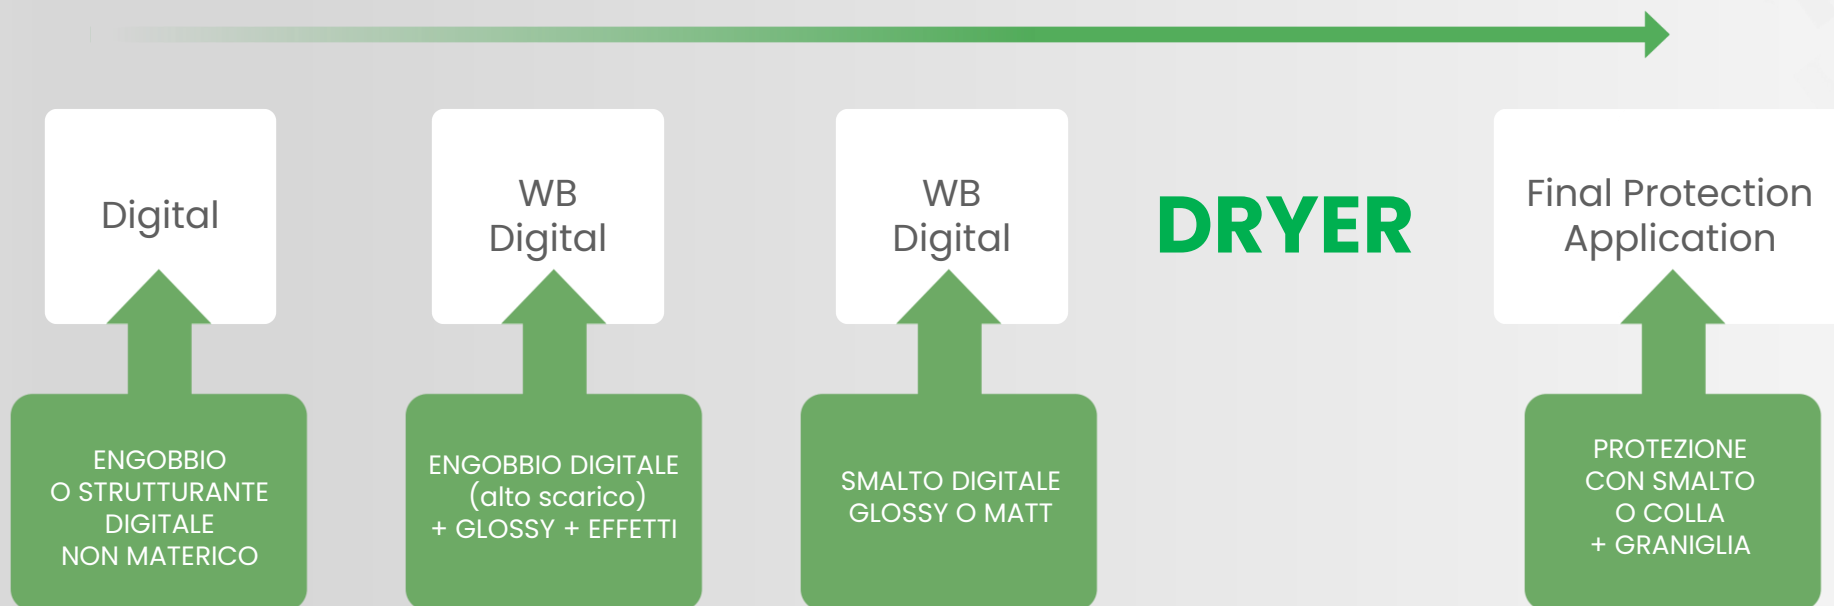 Digital
WB
Digital
WB
Digital
DRYER
Final Protection
Application
ENGOBBIO
O STRUTTURANTE
DIGITALE
NON MATERICO
ENGOBBIO DIGITALE
(alto scarico)
+ GLOSSY + EFFETTI
SMALTO DIGITALE
GLOSSY O MATT
PROTEZIONE
CON SMALTO
O COLLA
+ GRANIGLIA